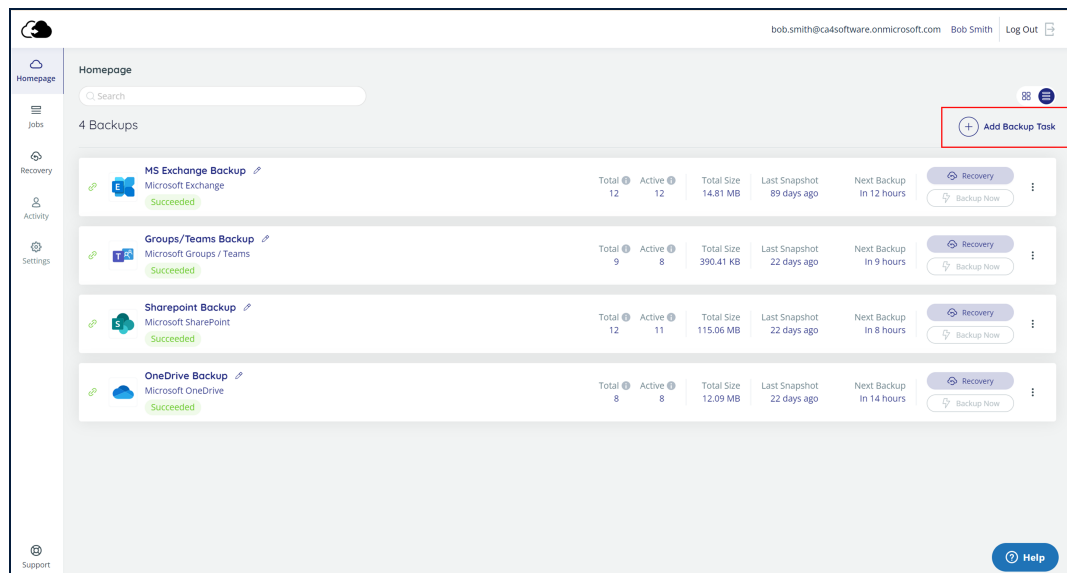 bob.smith@ca4software.onmicrosoft.com Bob Smith Log Out
Homepage
Jobs
Recovery
Activity
Settings
Support
Homepage
Search
4 Backups
Add Backup Task
MS Exchange Backup
Microsoft Exchange
Succeeded
Total Active Total Size Last Snapshot Next Backup
12 12 14.81 MB 89 days ago In 12 hours
Recovery
Backup Now
Groups/Teams Backup
Microsoft Groups / Teams
Succeeded
Total Active Total Size Last Snapshot Next Backup
9 8 390.41 KB 22 days ago In 9 hours
Recovery
Backup Now
Sharepoint Backup
Microsoft SharePoint
Succeeded
Total Active Total Size Last Snapshot Next Backup
12 11 115.06 MB 22 days ago In 8 hours
Recovery
Backup Now
OneDrive Backup
Microsoft OneDrive
Succeeded
Total Active Total Size Last Snapshot Next Backup
8 8 12.09 MB 22 days ago In 14 hours
Recovery
Backup Now
Help